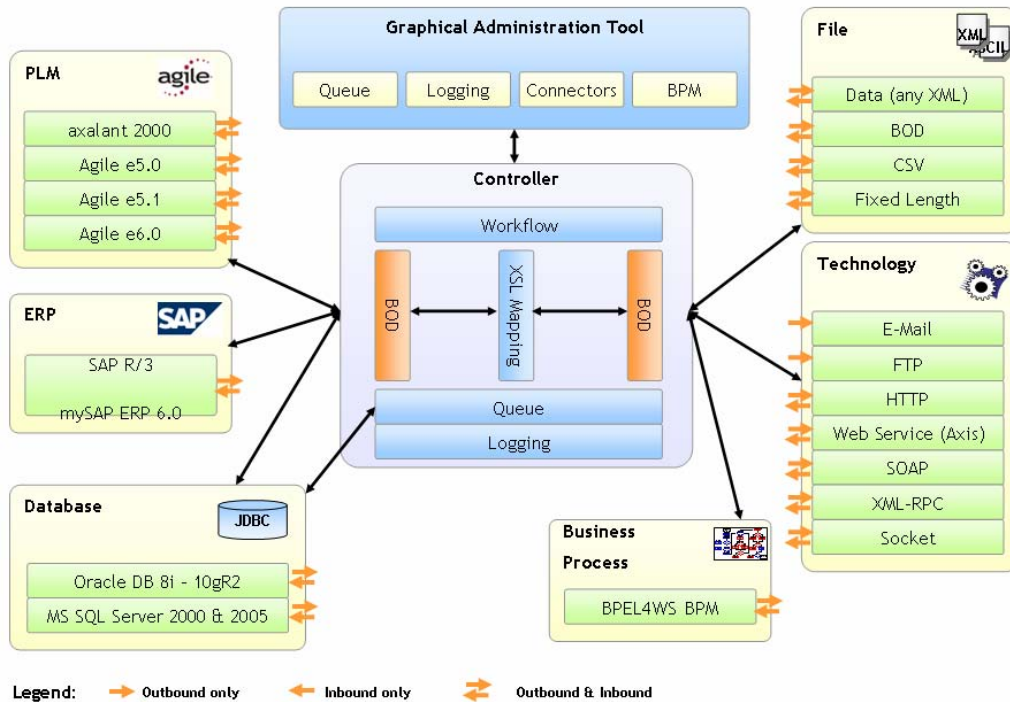 Graphical Administration Tool
Queue
Logging
Connectors
BPM
PLM
agile
axalant 2000
Agile e5.0
Agile e5.1
Agile e6.0
ERP
SAP
SAP R/3
mySAP ERP 6.0
Database
JDBC
Oracle DB 8i - 10gR2
MS SQL Server 2000 & 2005
Controller
Workflow
BOD
XSL Mapping
BOD
Queue
Logging
File
XML
ASCIL
Data (any XML)
BOD
CSV
Fixed Length
Technology
E-Mail
FTP
HTTP
Web Service (Axis)
SOAP
XML-RPC
Socket
Business
Process
BPEL4WS BPM
Legend: Outbound only Inbound only Outbound & Inbound